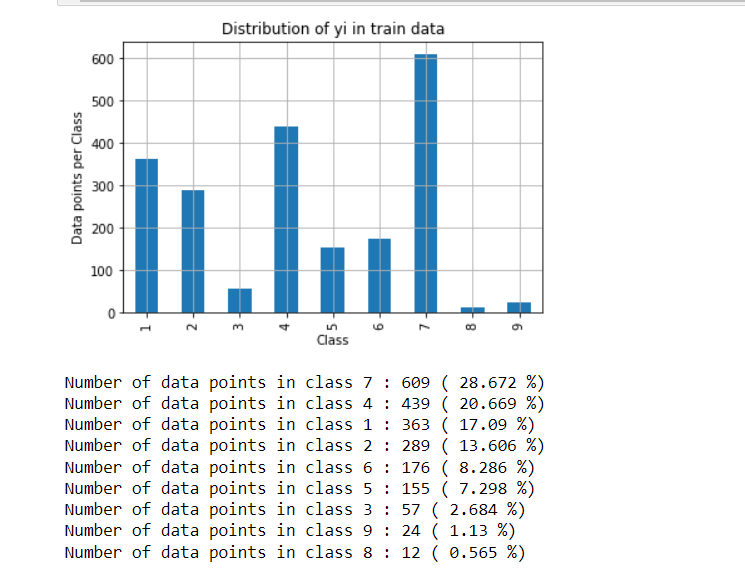 Distribution of yi in train data
600
500
400
300
200
100
0
Data points per Class
1 2 3 4 5 6 7 8 9
Class
Number of data points in class 7 : 609 ( 28.672 %)
Number of data points in class 4 : 439 ( 20.669 %)
Number of data points in class 1 : 363 ( 17.09 %)
Number of data points in class 2 : 289 ( 13.606 %)
Number of data points in class 6 : 176 ( 8.286 %)
Number of data points in class 5 : 155 ( 7.298 %)
Number of data points in class 3 : 57 ( 2.684 %)
Number of data points in class 9 : 24 ( 1.13 %)
Number of data points in class 8 : 12 ( 0.565 %)